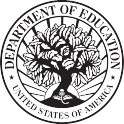 DEPARTMENT OF EDUCATION
UNITED STATES OF AMERICA